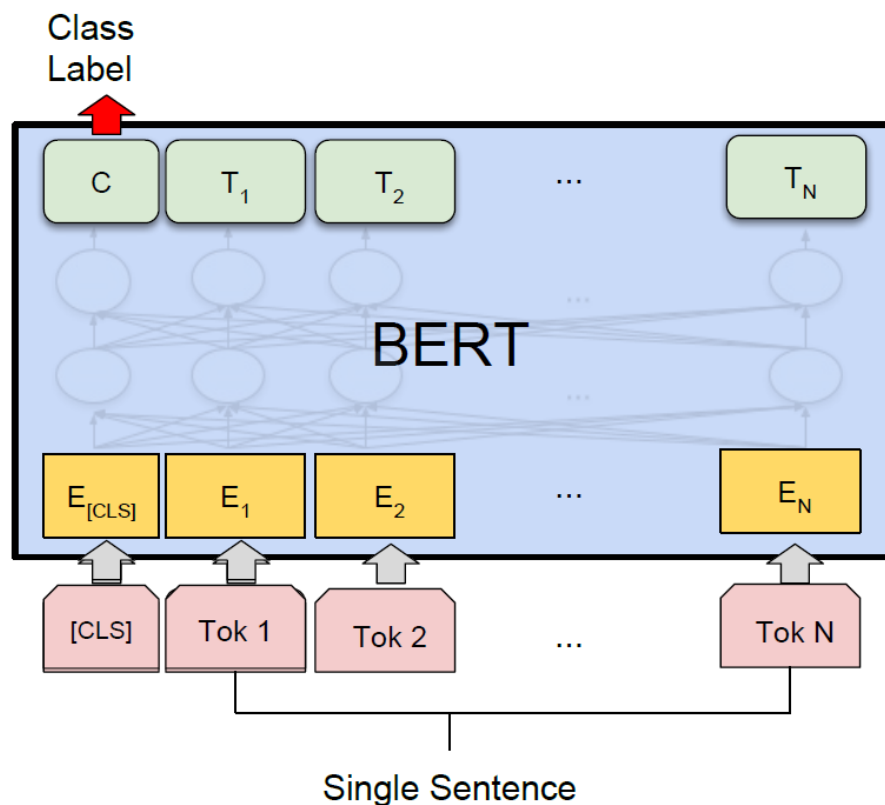 Class
Label
C T1 T2 ... TN
...
BERT
...
E[CLS] E1 E2 ... EN
[CLS] Tok 1 Tok 2 ... Tok N
Single Sentence